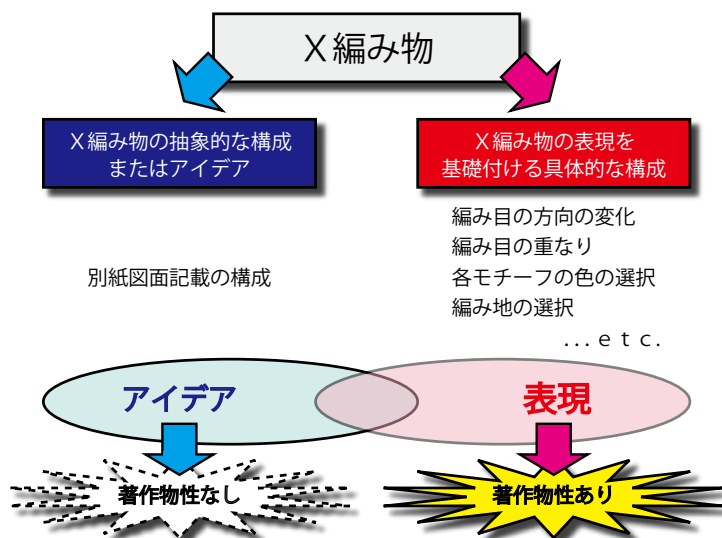 X編み物
X編み物の抽象的な構成
またはアイデア
X編み物の表現を
基礎付ける具体的な構成
別紙図面記載の構成
編み目の方向の変化
編み目の重なり
各モチーフの色の選択
編み地の選択
...etc.
アイデア
表現
著作物性なし
著作物性あり